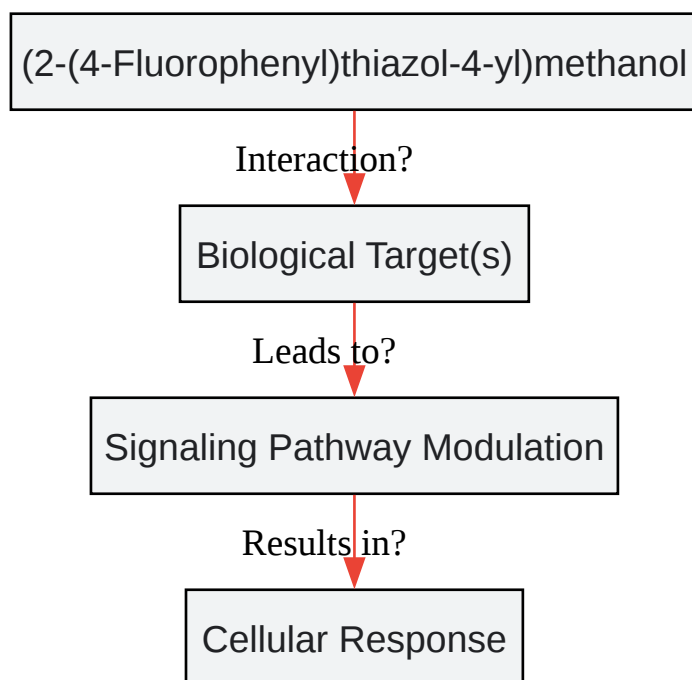 (2-(4-Fluorophenyl)thiazol-4-yl)methanol
Interaction?
Biological Target(s)
Leads to?
Signaling Pathway Modulation
Results in?
Cellular Response